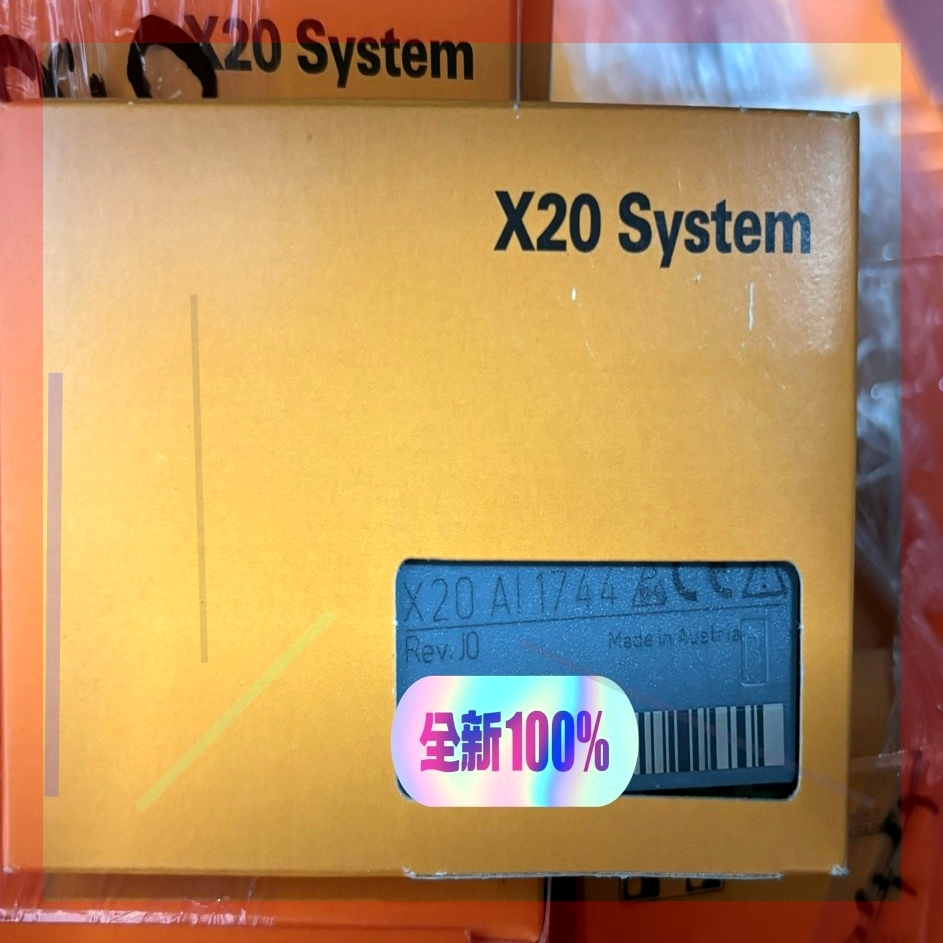 X20 System
X20 System
X20 AI 1744
Rev. J0
Made in Austria
全新100%